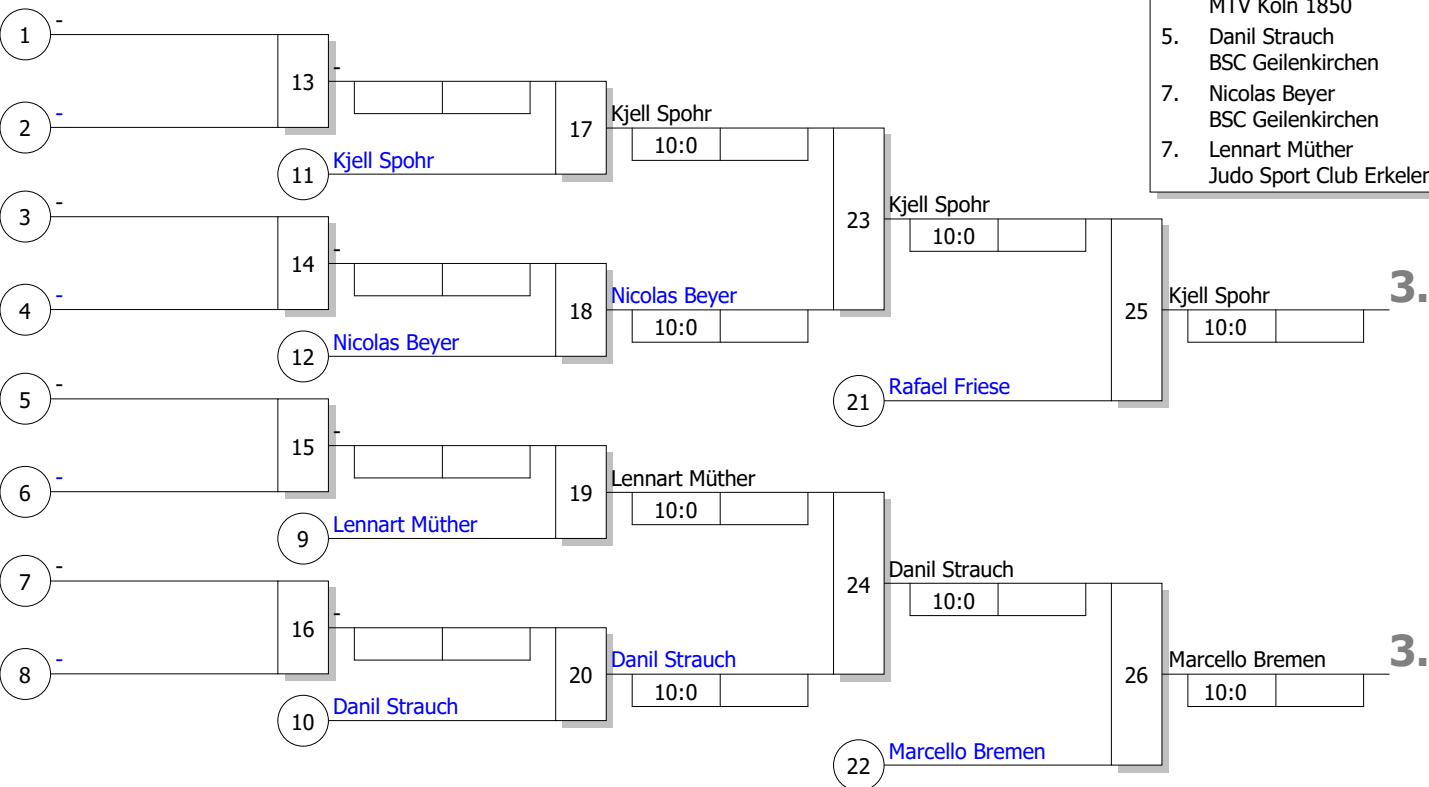 MTV Köln 1850
5. Danil Strauch
BSC Geilenkirchen
7. Nicolas Beyer
BSC Geilenkirchen
7. Lennart Müther
Judo Sport Club
1 -
13 -
2 -
17 Kjell Spohr
10:0
11 Kjell Spohr
3 -
23 Kjell Spohr
10:0
14 -
4 -
18 Nicolas Beyer
10:0
12 Nicolas Beyer
25 Kjell Spohr 3.
10:0
21 Rafael Friese
5 -
15 -
6 -
19 Lennart Müther
10:0
9 Lennart Müther
7 -
24 Danil Strauch
10:0
16 -
8 -
20 Danil Strauch
10:0
10 Danil Strauch
26 Marcello Bremen 3.
10:0
22 Marcello Bremen